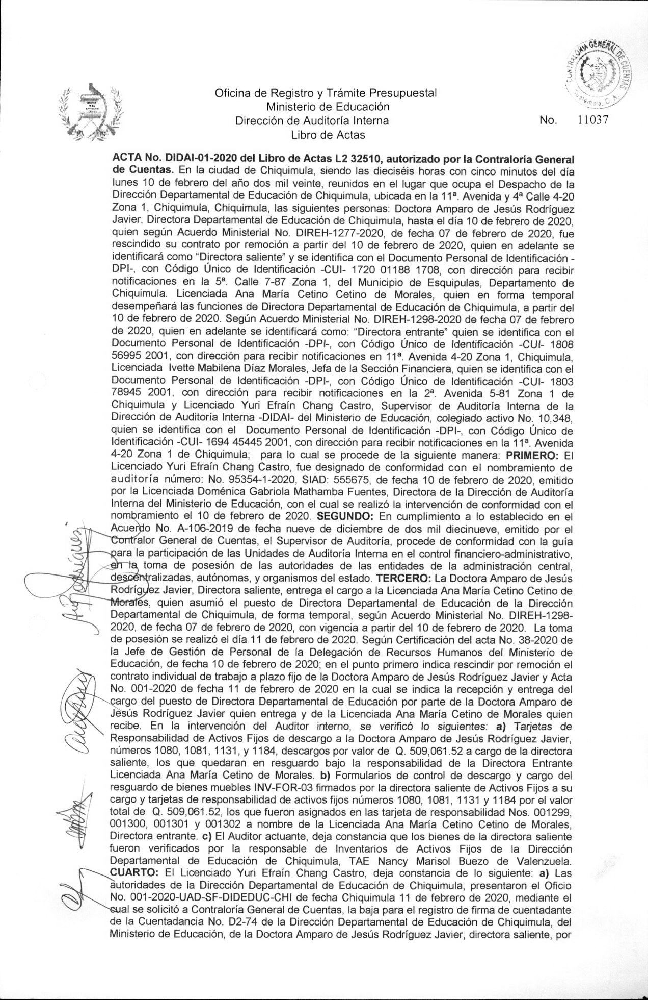 CONTRALORIA GENERAL DE CUENTAS
Guatemala, C. A.
Oficina de Registro y Trámite Presupuestal
Ministerio de Educación
Dirección de Auditoría Interna
No. 11037
Libro de Actas
ACTA No. DIDAI-01-2020 del Libro de Actas L2 32510, autorizado por la Contraloría General
de Cuentas. En la ciudad de Chiquimula, siendo las dieciséis horas con cinco minutos del día
lunes 10 de febrero del año dos mil veinte, reunidos en el lugar que ocupa el Despacho de la
Dirección Departamental de Educación de Chiquimula, ubicada en la 11ª. Avenida y 4ª Calle 4-20
Zona 1, Chiquimula, Chiquimula, las siguientes personas: Doctora Amparo de Jesús Rodríguez
Javier, Directora Departamental de Educación de Chiquimula, hasta el día 10 de febrero de 2020,
quien según Acuerdo Ministerial No. DIREH-1277-2020, de fecha 07 de febrero de 2020, fue
rescindido su contrato por remoción a partir del 10 de febrero de 2020, quien en adelante se
identificará como “Directora saliente” y se identifica con el Documento Personal de Identificación -
DPI-, con Código Único de Identificación -CUI- 1720 01188 1708, con dirección para recibir
notificaciones en la 5ª. Calle 7-87 Zona 1, del Municipio de Esquipulas, Departamento de
Chiquimula. Licenciada Ana María Cetino Cetino de Morales, quien en forma temporal
desempeñará las funciones de Directora Departamental de Educación de Chiquimula, a partir del
10 de febrero de 2020. Según Acuerdo Ministerial No. DIREH-1298-2020 de fecha 07 de febrero
de 2020, quien en adelante se identificará como: “Directora entrante” quien se identifica con el
Documento Personal de Identificación -DPI-, con Código Único de Identificación -CUI- 1808
56995 2001, con dirección para recibir notificaciones en 11ª. Avenida 4-20 Zona 1, Chiquimula,
Licenciada Ivette Mabilena Díaz Morales, Jefa de la Sección Financiera, quien se identifica con el
Documento Personal de Identificación -DPI-, con Código Único de Identificación -CUI- 1803
78945 2001, con dirección para recibir notificaciones en la 2ª. Avenida 5-81 Zona 1 de
Chiquimula y Licenciado Yuri Efraín Chang Castro, Supervisor de Auditoría Interna de la
Dirección de Auditoría Interna -DIDAI- del Ministerio de Educación, colegiado activo No. 10,348,
quien se identifica con el Documento Personal de Identificación -DPI-, con Código Único de
Identificación -CUI- 1694 45445 2001, con dirección para recibir notificaciones en la 11ª. Avenida
4-20 Zona 1 de Chiquimula; para lo cual se procede de la siguiente manera: PRIMERO: El
Licenciado Yuri Efraín Chang Castro, fue designado de conformidad con el nombramiento de
auditoría número: No. 95354-1-2020, SIAD: 555675, de fecha 10 de febrero de 2020, emitido
por la Licenciada Doménica Gabriola Mathamba Fuentes, Directora de la Dirección de Auditoría
Interna del Ministerio de Educación, con el cual se realizó la intervención de conformidad con el
nombramiento el 10 de febrero de 2020. SEGUNDO: En cumplimiento a lo establecido en el
Acuerdo No. A-106-2019 de fecha nueve de diciembre de dos mil diecinueve, emitido por el
Contralor General de Cuentas, el Supervisor de Auditoría, procede de conformidad con la guía
para la participación de las Unidades de Auditoría Interna en el control financiero-administrativo,
en la toma de posesión de las autoridades de las entidades de la administración central,
descentralizadas, autónomas, y organismos del estado. TERCERO: La Doctora Amparo de Jesús
Rodríguez Javier, Directora saliente, entrega el cargo a la Licenciada Ana María Cetino Cetino de
Morales, quien asumió el puesto de Directora Departamental de Educación de la Dirección
Departamental de Chiquimula, de forma temporal, según Acuerdo Ministerial No. DIREH-1298-
2020, de fecha 07 de febrero de 2020, con vigencia a partir del 10 de febrero de 2020. La toma
de posesión se realizó el día 11 de febrero de 2020. Según Certificación del acta No. 38-2020 de
la Jefe de Gestión de Personal de la Delegación de Recursos Humanos del Ministerio de
Educación, de fecha 10 de febrero de 2020; en el punto primero indica rescindir por remoción el
contrato individual de trabajo a plazo fijo de la Doctora Amparo de Jesús Rodríguez Javier y Acta
No. 001-2020 de fecha 11 de febrero de 2020 en la cual se indica la recepción y entrega del
cargo del puesto de Directora Departamental de Educación por parte de la Doctora Amparo de
Jesús Rodríguez Javier quien entrega y de la Licenciada Ana María Cetino de Morales quien
recibe. En la intervención del Auditor interno, se verificó lo siguientes: a) Tarjetas de
Responsabilidad de Activos Fijos de descargo a la Doctora Amparo de Jesús Rodríguez Javier,
números 1080, 1081, 1131, y 1184, descargos por valor de Q. 509,061.52 a cargo de la directora
saliente, los que quedaran en resguardo bajo la responsabilidad de la Directora Entrante
Licenciada Ana María Cetino de Morales. b) Formularios de control de descargo y cargo del
resguardo de bienes muebles INV-FOR-03 firmados por la directora saliente de Activos Fijos a su
cargo y tarjetas de responsabilidad de activos fijos números 1080, 1081, 1131 y 1184 por el valor
total de Q. 509,061.52, los que fueron asignados en las tarjeta de responsabilidad Nos. 001299,
001300, 001301 y 001302 a nombre de la Licenciada Ana María Cetino Cetino de Morales,
Directora entrante. c) El Auditor actuante, deja constancia que los bienes de la directora saliente
fueron verificados por la responsable de Inventarios de Activos Fijos de la Dirección
Departamental de Educación de Chiquimula, TAE Nancy Marisol Buezo de Valenzuela.
CUARTO: El Licenciado Yuri Efraín Chang Castro, deja constancia de lo siguiente: a) Las
autoridades de la Dirección Departamental de Educación de Chiquimula, presentaron el Oficio
No. 001-2020-UAD-SF-DIDEDUC-CHI de fecha Chiquimula 11 de febrero de 2020, mediante el
cual se solicitó a Contraloría General de Cuentas, la baja para el registro de firma de cuentadante
de la Cuentadancia No. D2-74 de la Dirección Departamental de Educación de Chiquimula, del
Ministerio de Educación, de la Doctora Amparo de Jesús Rodríguez Javier, directora saliente, por